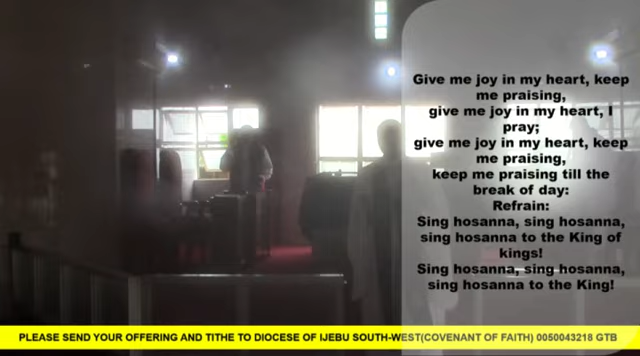 Give me joy in my heart, keep
me praising,
give me joy in my heart, I
pray;
give me joy in my heart, keep
me praising,
keep me praising till the
break of day:
Refrain:
Sing hosanna, sing hosanna,
sing hosanna to the King of
kings!
Sing hosanna, sing hosanna,
sing hosanna to the King!
PLEASE SEND YOUR OFFERING AND TITHE TO DIOCESE OF IJEBU SOUTH-WEST(COVENANT OF FAITH) 0050043218 GTB